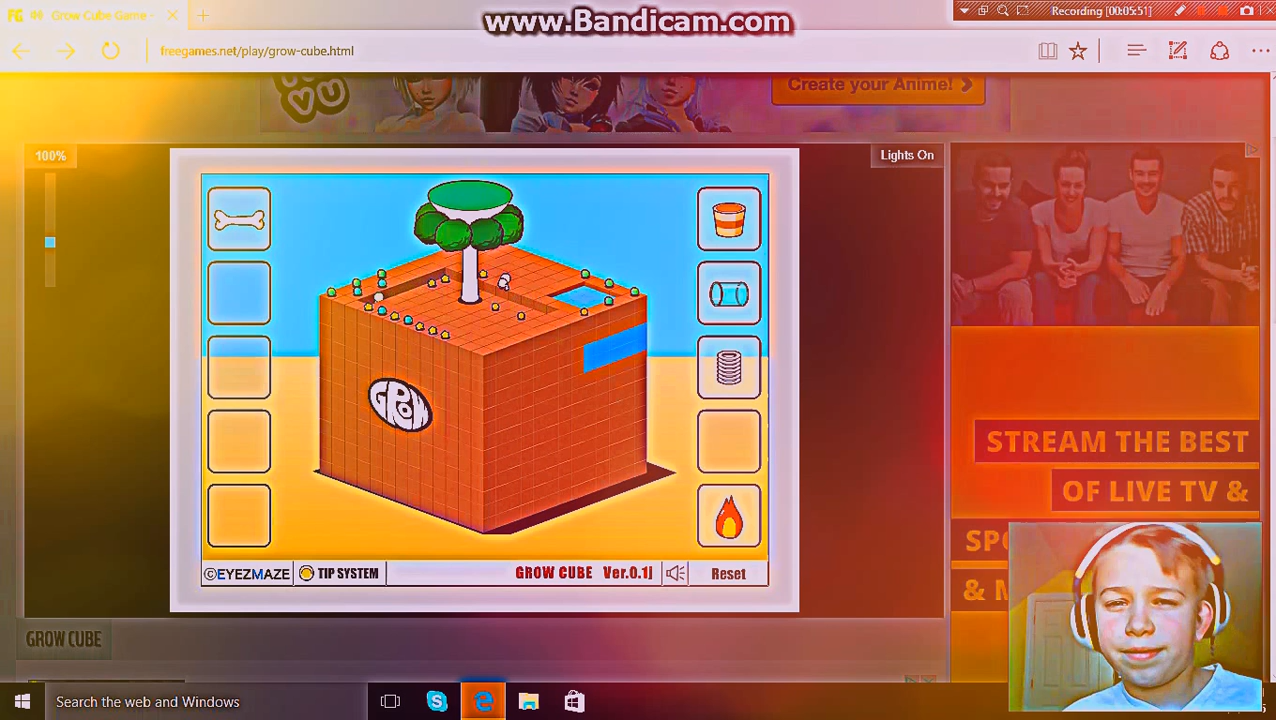 www.Bandicam.com
Recording [00:05:51]
FG Grow Cube Game -
freegames.net/play/grow-cube.html
Create your Anime! >
100%
Lights On
GROW
©EYEZMAZE
TIP SYSTEM
GROW CUBE Ver.0.1
Reset
STREAM THE BEST
OF LIVE TV &
SPO
& M
GROW CUBE
Search the web and Windows